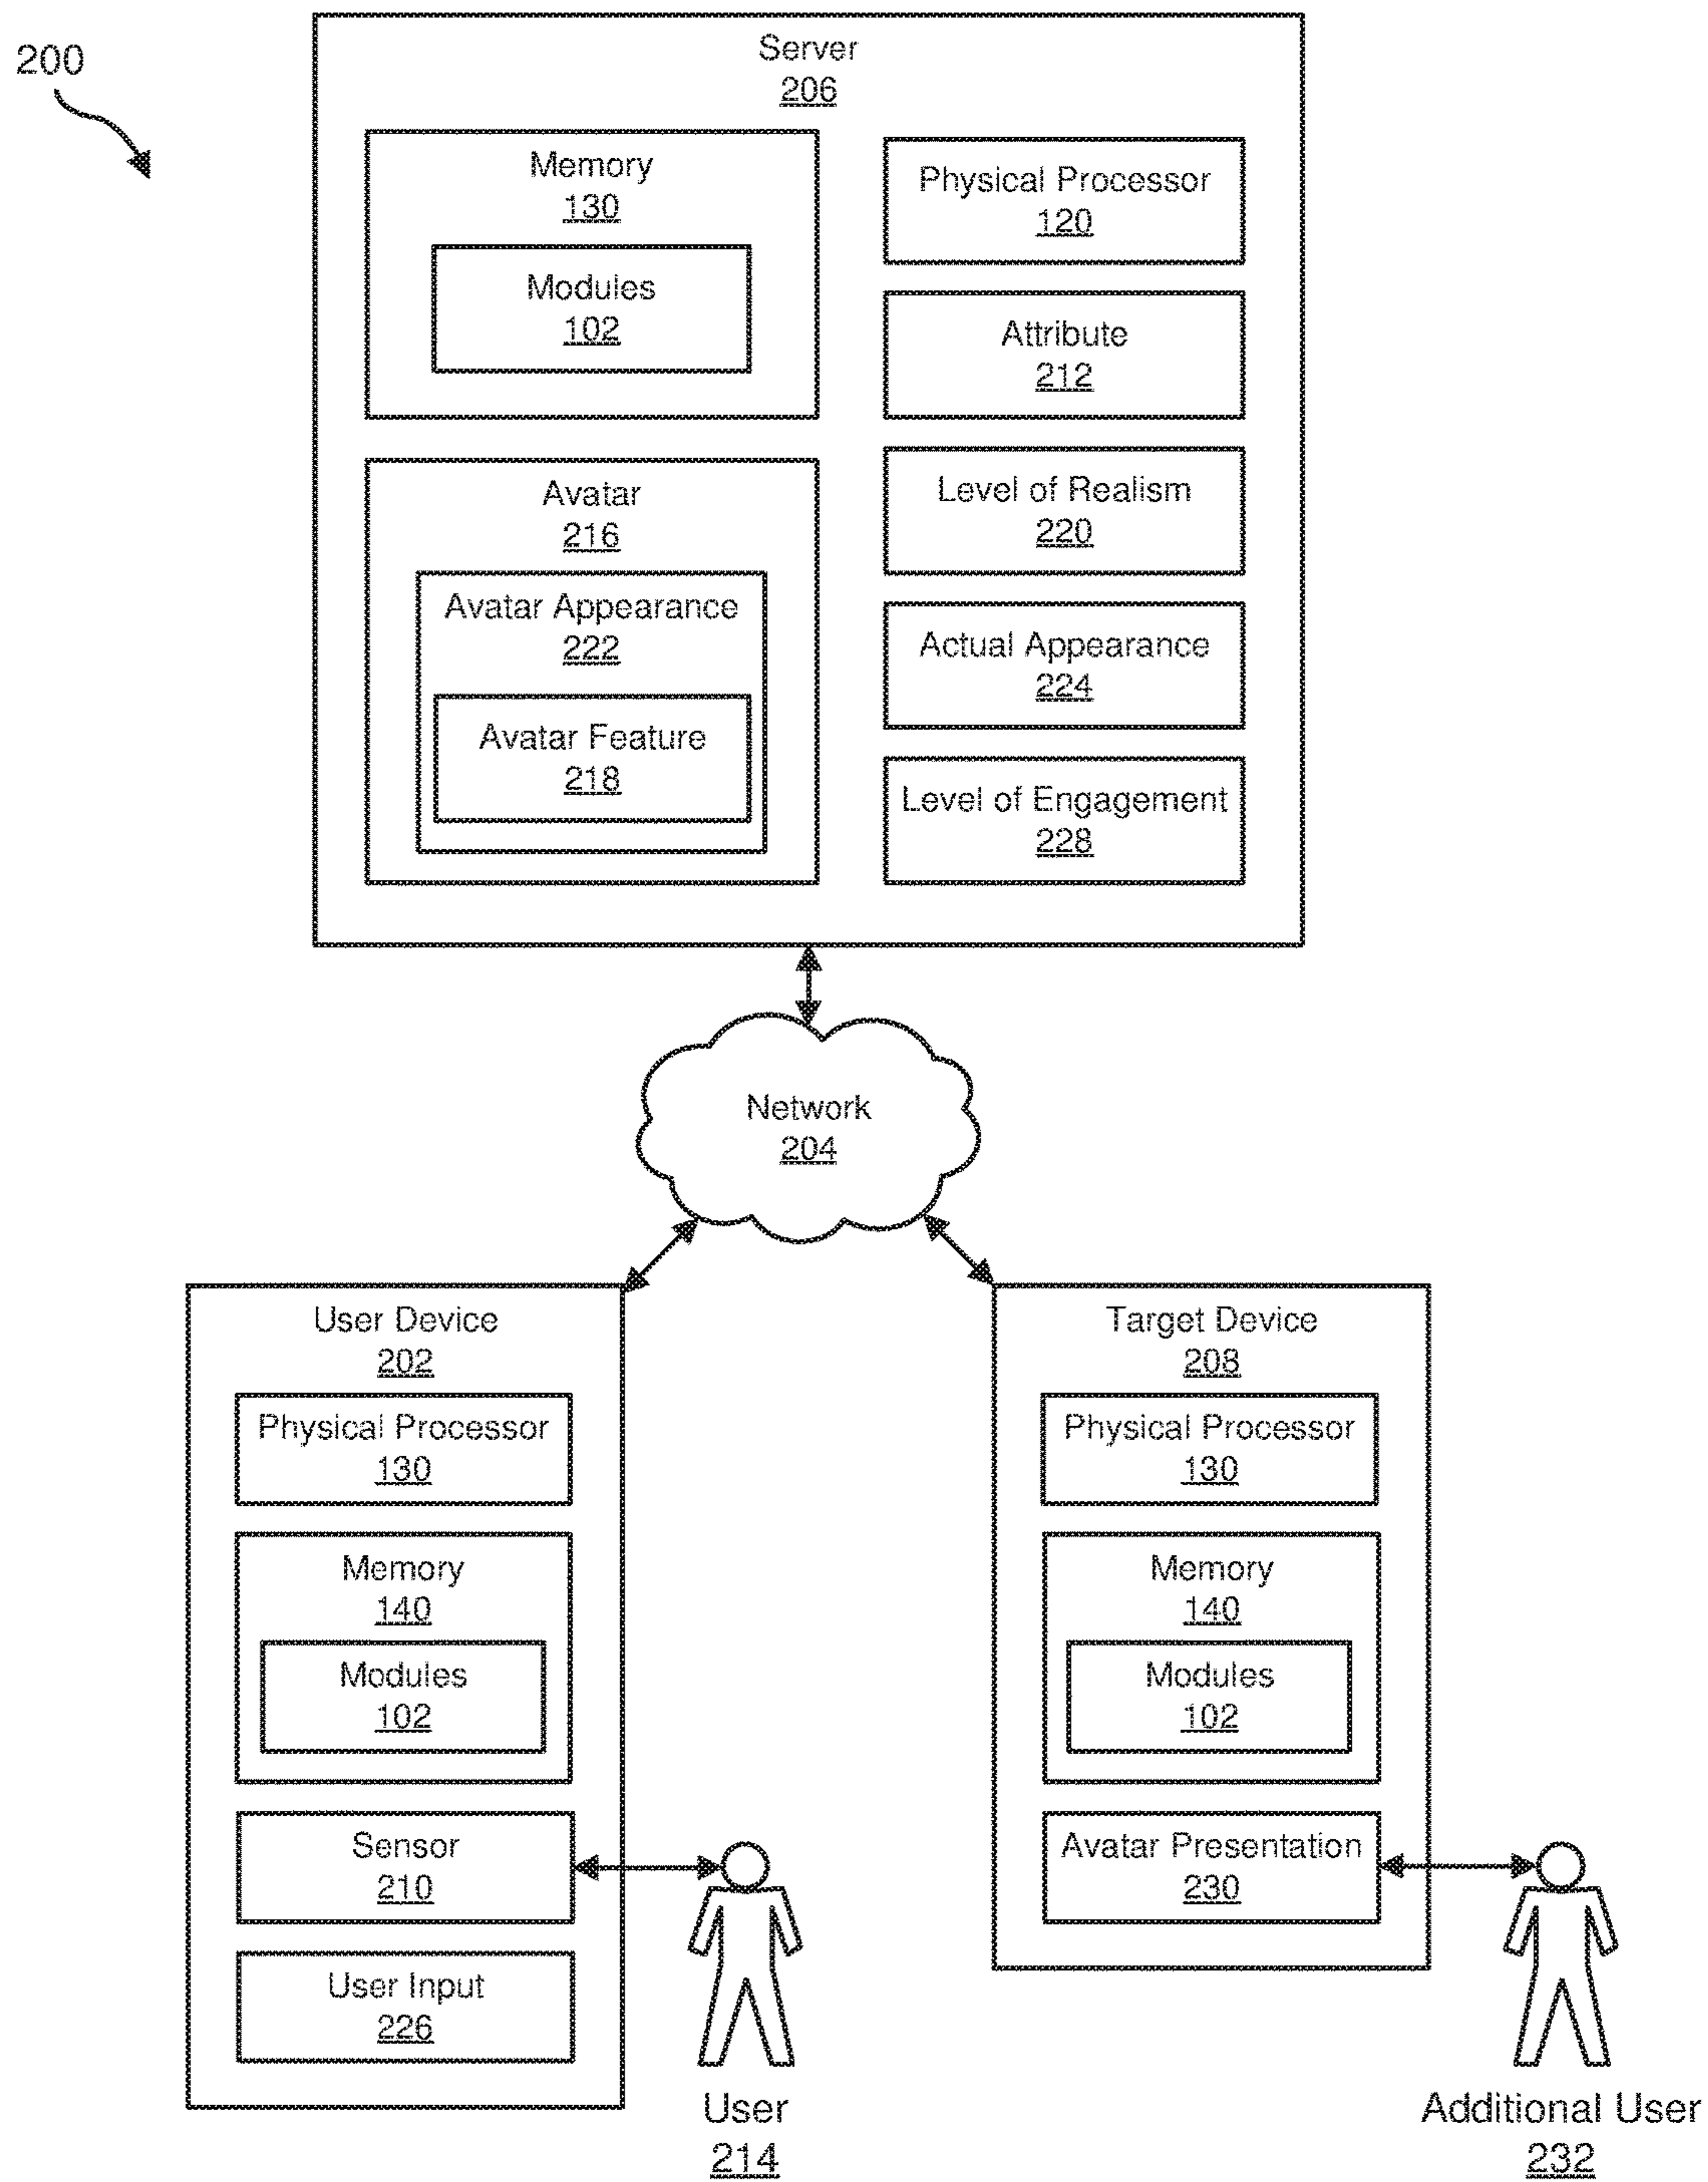 200
Server
206
Memory
130
Modules
102
Avatar
216
Avatar Appearance
222
Avatar Feature
218
Physical Processor
120
Attribute
212
Level of Realism
220
Actual Appearance
224
Level of Engagement
228
Network
204
User Device
202
Physical Processor
130
Memory
140
Modules
102
Sensor
210
User Input
226
User
214
Target Device
208
Physical Processor
130
Memory
140
Modules
102
Avatar Presentation
230
Additional User
232